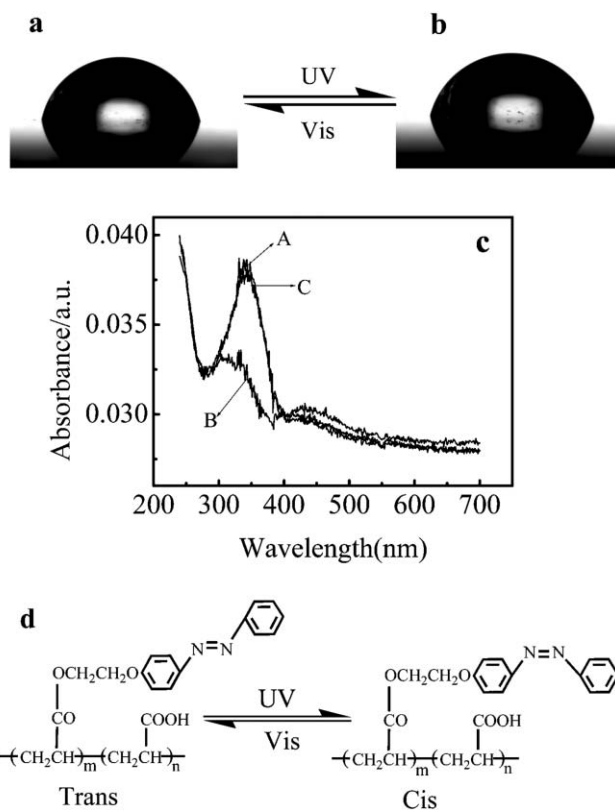 a
b
UV
Vis
c
Absorbance/a.u.
0.040
0.035
0.030
A
C
B
200 300 400 500 600 700
Wavelength(nm)
d
N=N
OCH₂CH₂O
CO COOH
(CH₂CH)m(CH₂CH)n
Trans
UV
Vis
N=N
OCH₂CH₂O
CO COOH
(CH₂CH)m(CH₂CH)n
Cis